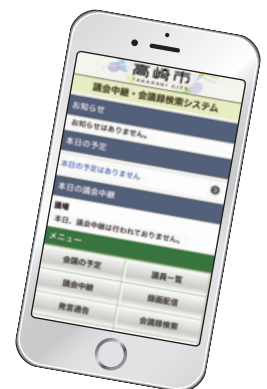 高崎市
TAKASAKI CITY
議会中継・会議録検索システム
お知らせ
お知らせはありません。
本日の予定
本日の予定はありません
本日の議会中継
議場
本日、議会中継は行われておりません。
メニュー
会議の予定 議員一覧
議会中継 録画配信
発言通告 会議録検索